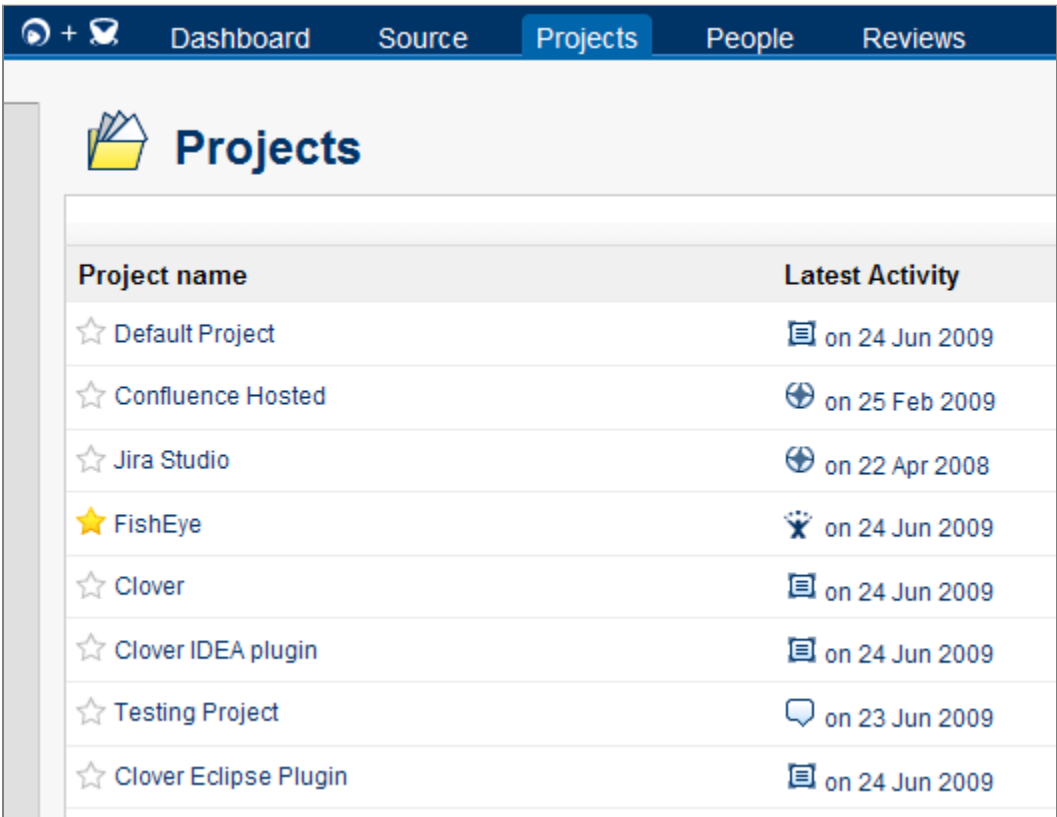 + Dashboard Source Projects People Reviews
Projects
Project name Latest Activity
Default Project on 24 Jun 2009
Confluence Hosted on 25 Feb 2009
Jira Studio on 22 Apr 2008
FishEye on 24 Jun 2009
Clover on 24 Jun 2009
Clover IDEA plugin on 24 Jun 2009
Testing Project on 23 Jun 2009
Clover Eclipse Plugin on 24 Jun 2009